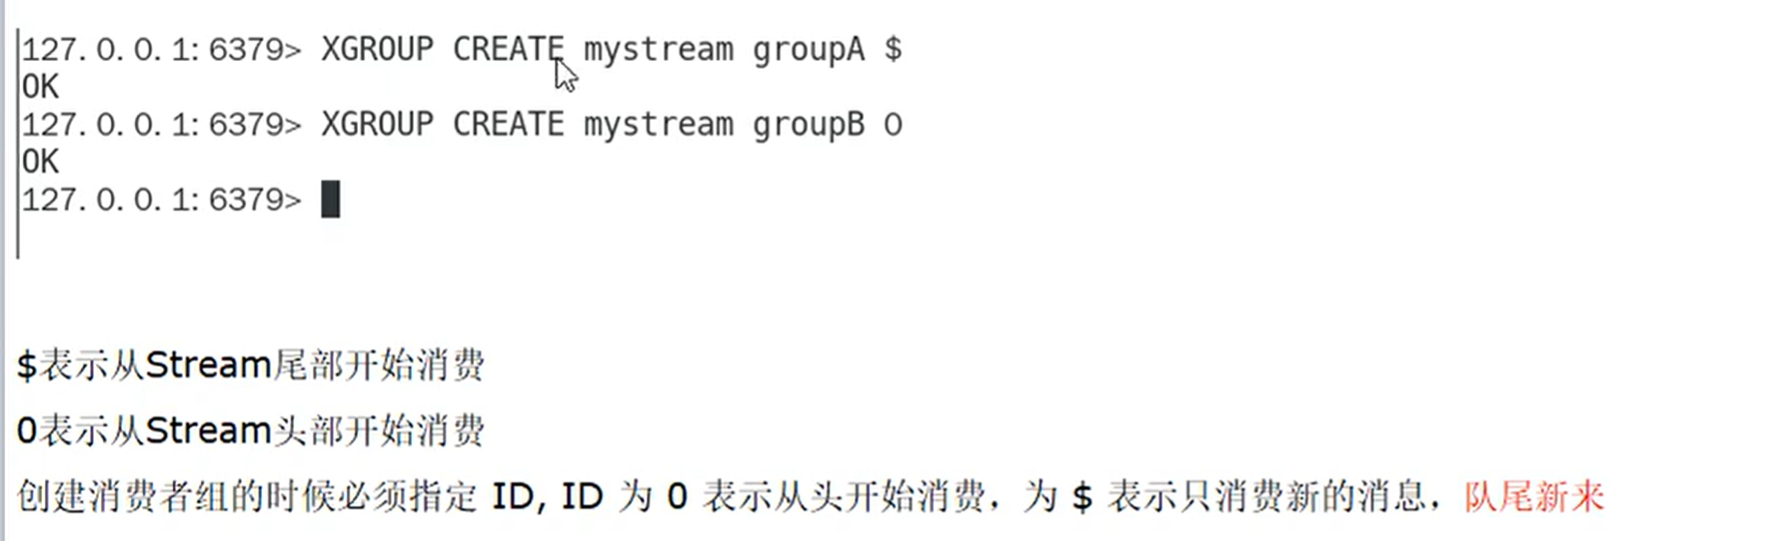 127.0.0.1:6379> XGROUP CREATE mystream groupA $
OK
127.0.0.1:6379> XGROUP CREATE mystream groupB 0
OK
127.0.0.1:6379>
$表示从Stream尾部开始消费
0表示从Stream头部开始消费
创建消费者组的时候必须指定 ID, ID 为 0 表示从头开始消费，为 $ 表示只消费新的消息，队尾新来